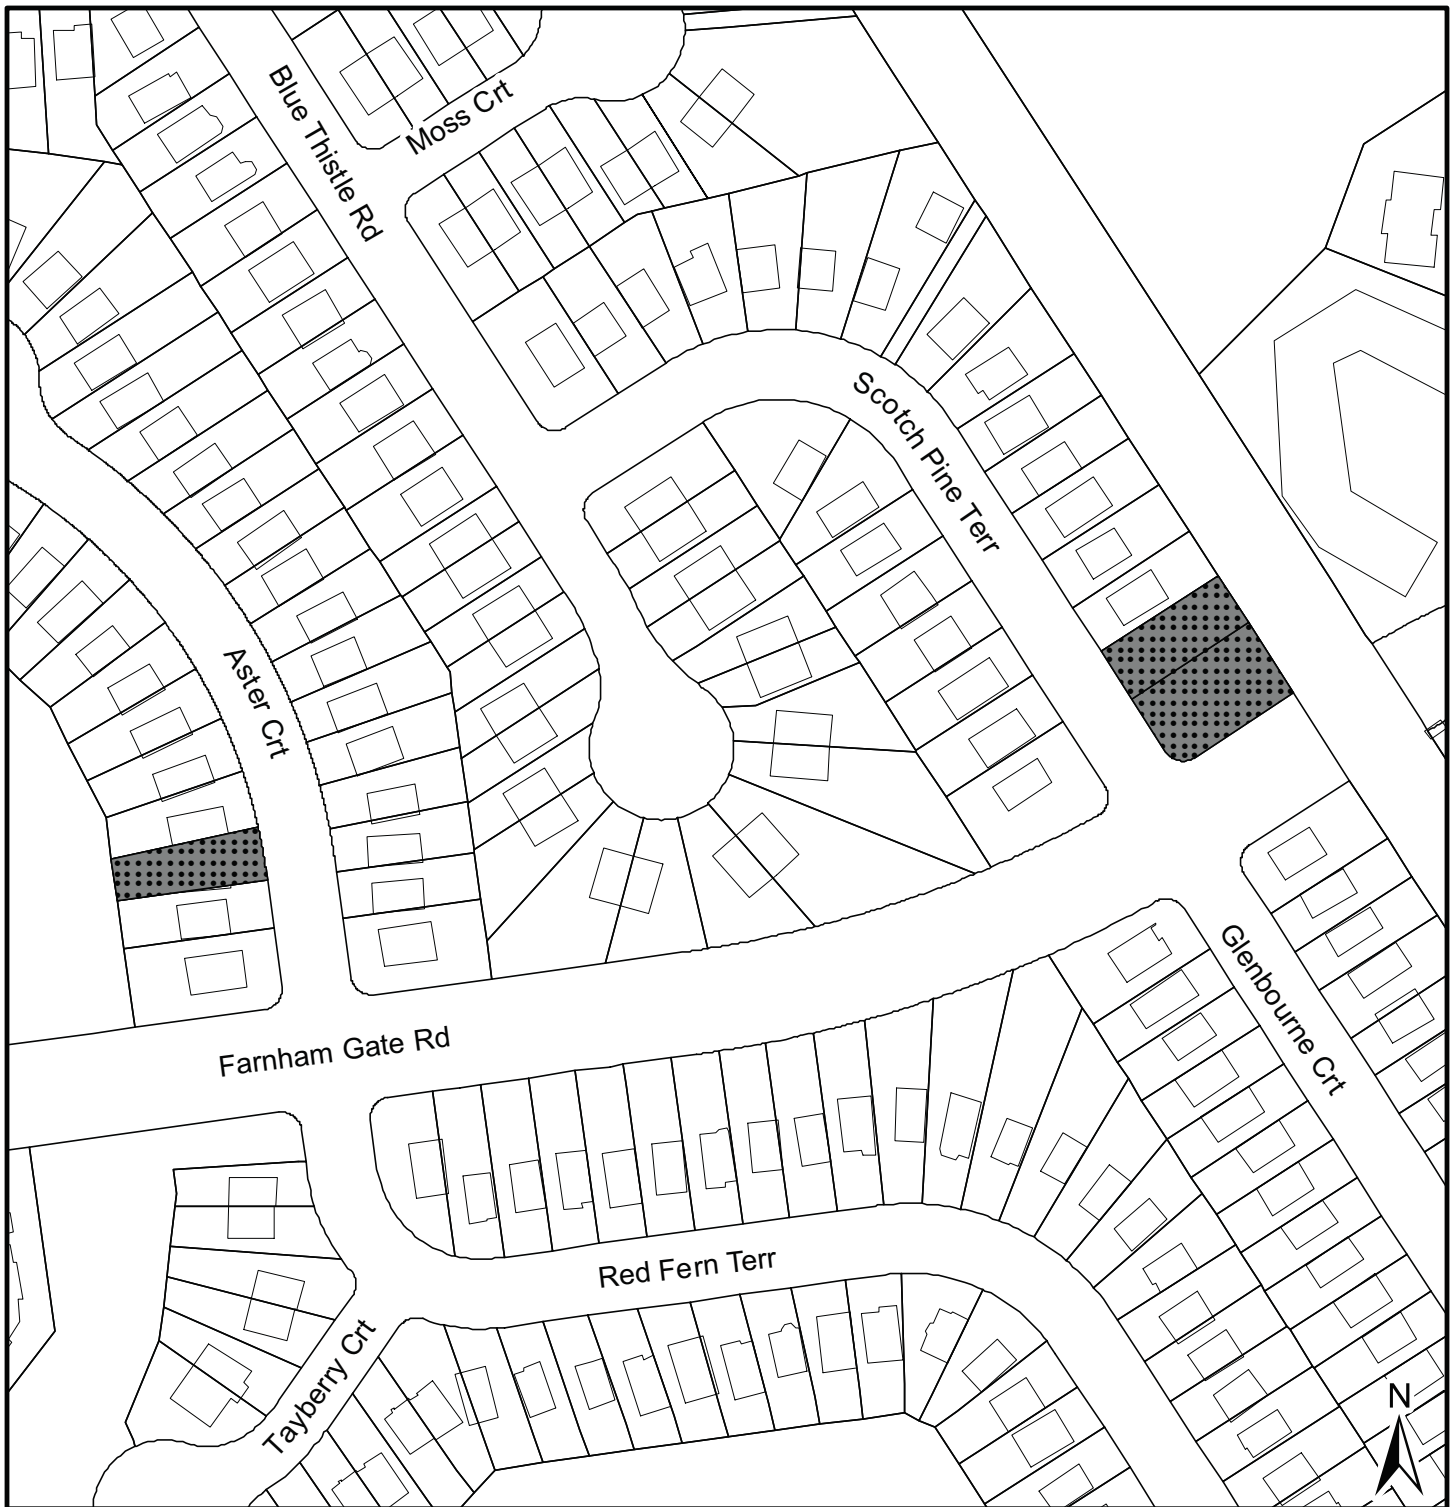 Moss Crt
Blue Thistle Rd
Scotch Pine Terr
Aster Crt
Glenbourne Crt
Farnham Gate Rd
Red Fern Terr
Tayberry Crt
N